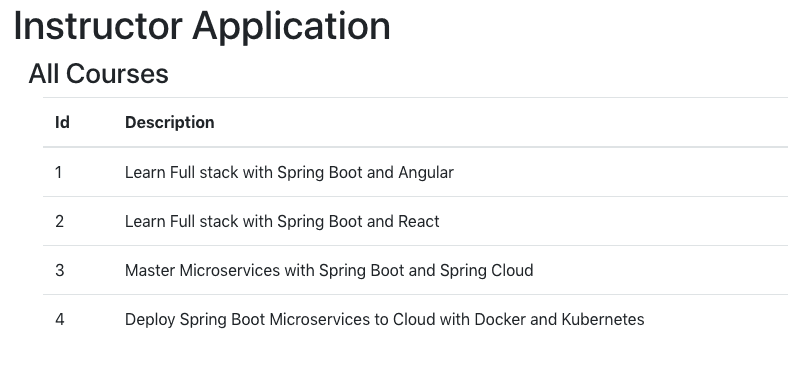 Instructor Application
All Courses
Id Description
1 Learn Full stack with Spring Boot and Angular
2 Learn Full stack with Spring Boot and React
3 Master Microservices with Spring Boot and Spring Cloud
4 Deploy Spring Boot Microservices to Cloud with Docker and Kubernetes